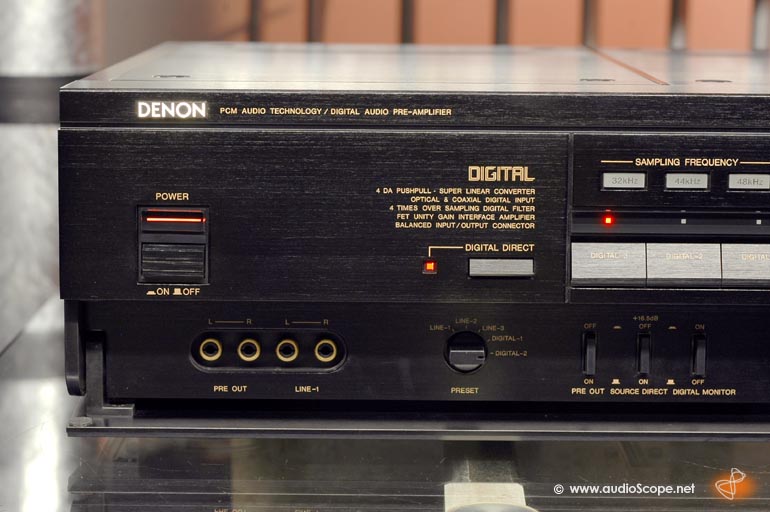 DENON PCM AUDIO TECHNOLOGY/DIGITAL AUDIO PRE-AMPLIFIER
DIGITAL
4 DA PUSHPULL · SUPER LINEAR CONVERTER
OPTICAL & COAXIAL DIGITAL INPUT
4 TIMES OVER SAMPLING DIGITAL FILTER
FET UNITY GAIN INTERFACE AMPLIFIER
BALANCED INPUT/OUTPUT CONNECTOR
SAMPLING FREQUENCY
32kHz 44kHz 48kHz
POWER
ON OFF
DIGITAL DIRECT
DIGITAL-2 DIGITAL
L R L R
PRE OUT LINE-1
LINE-2
LINE-1 LINE-3
DIGITAL-1
DIGITAL-2
PRESET
+16.5dB
OFF OFF ON
ON ON OFF
PRE OUT SOURCE DIRECT DIGITAL MONITOR
© www.audioScope.net